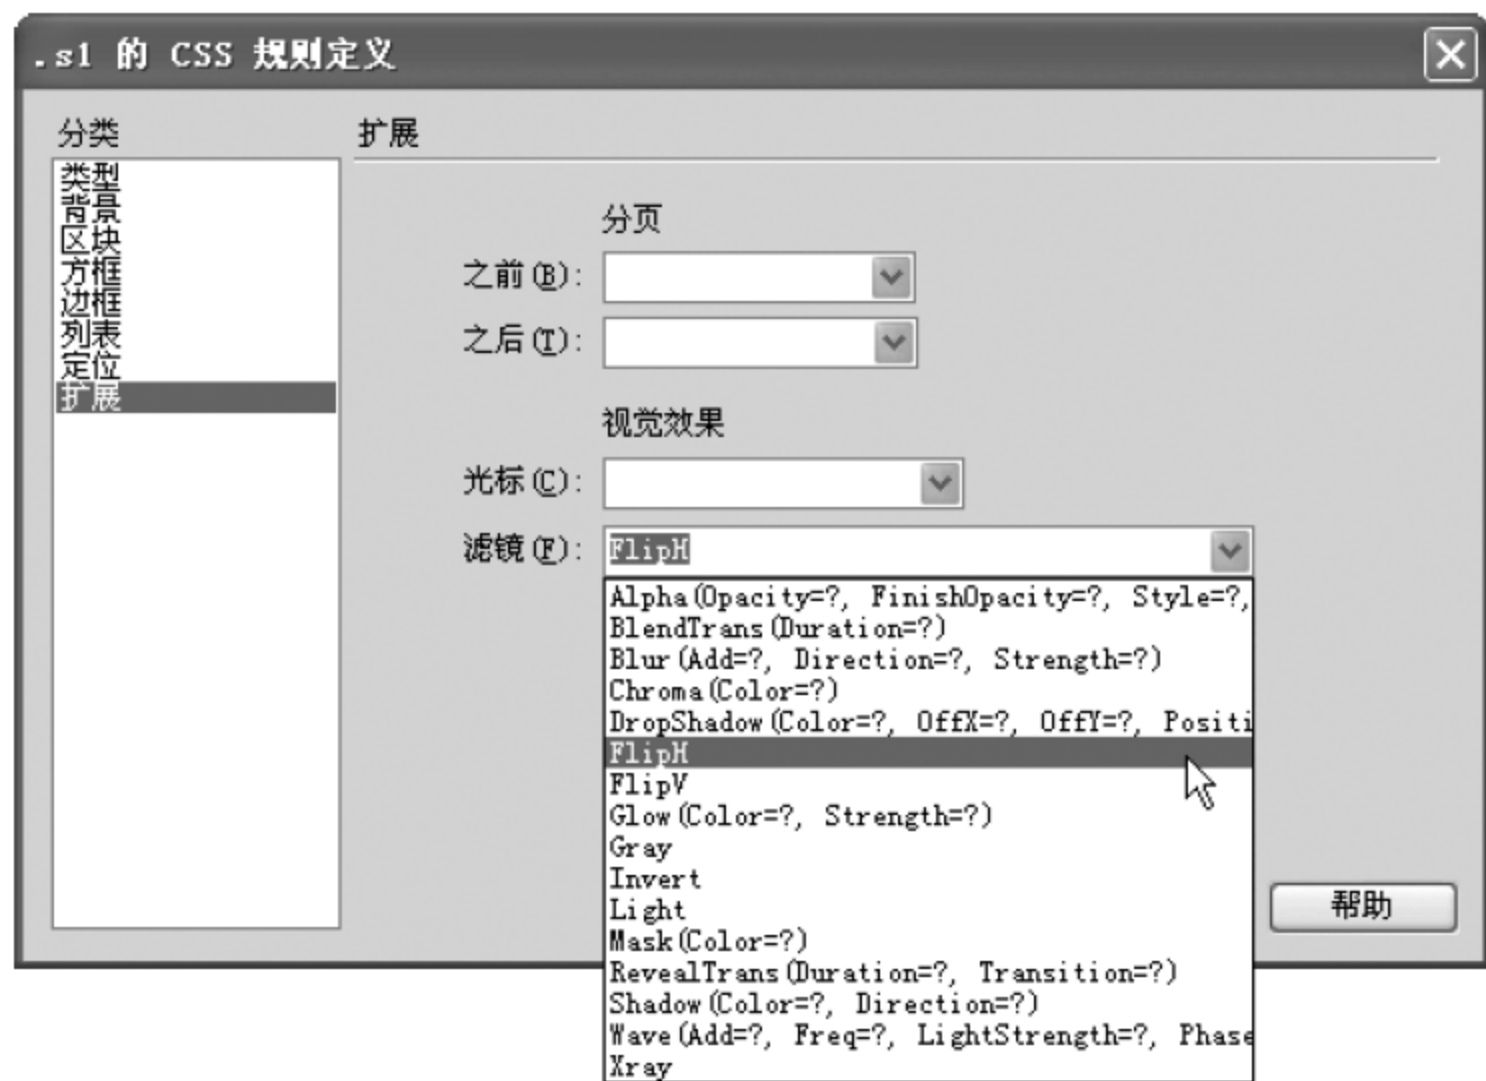 .s1 的 CSS 规则定义
分类
类型
背景
区块
方框
边框
列表
定位
扩展
扩展
分页
之前(B):
之后(T):
视觉效果
光标(C):
滤镜(F): FlipH
Alpha(Opacity=?, FinishOpacity=?, Style=?,
BlendTrans(Duration=?)
Blur(Add=?, Direction=?, Strength=?)
Chroma(Color=?)
DropShadow(Color=?, OffX=?, OffY=?, Positi
FlipH
FlipV
Glow(Color=?, Strength=?)
Gray
Invert
Light
Mask(Color=?)
RevealTrans(Duration=?, Transition=?)
Shadow(Color=?, Direction=?)
Wave(Add=?, Freq=?, LightStrength=?, Phase
Xray
帮助